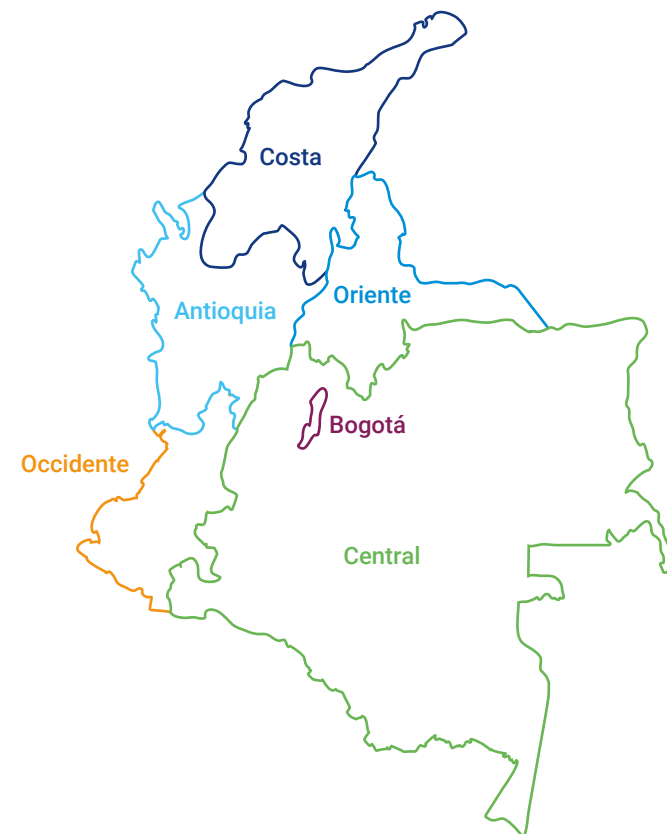 Costa
Oriente
Antioquia
Bogotá
Occidente
Central